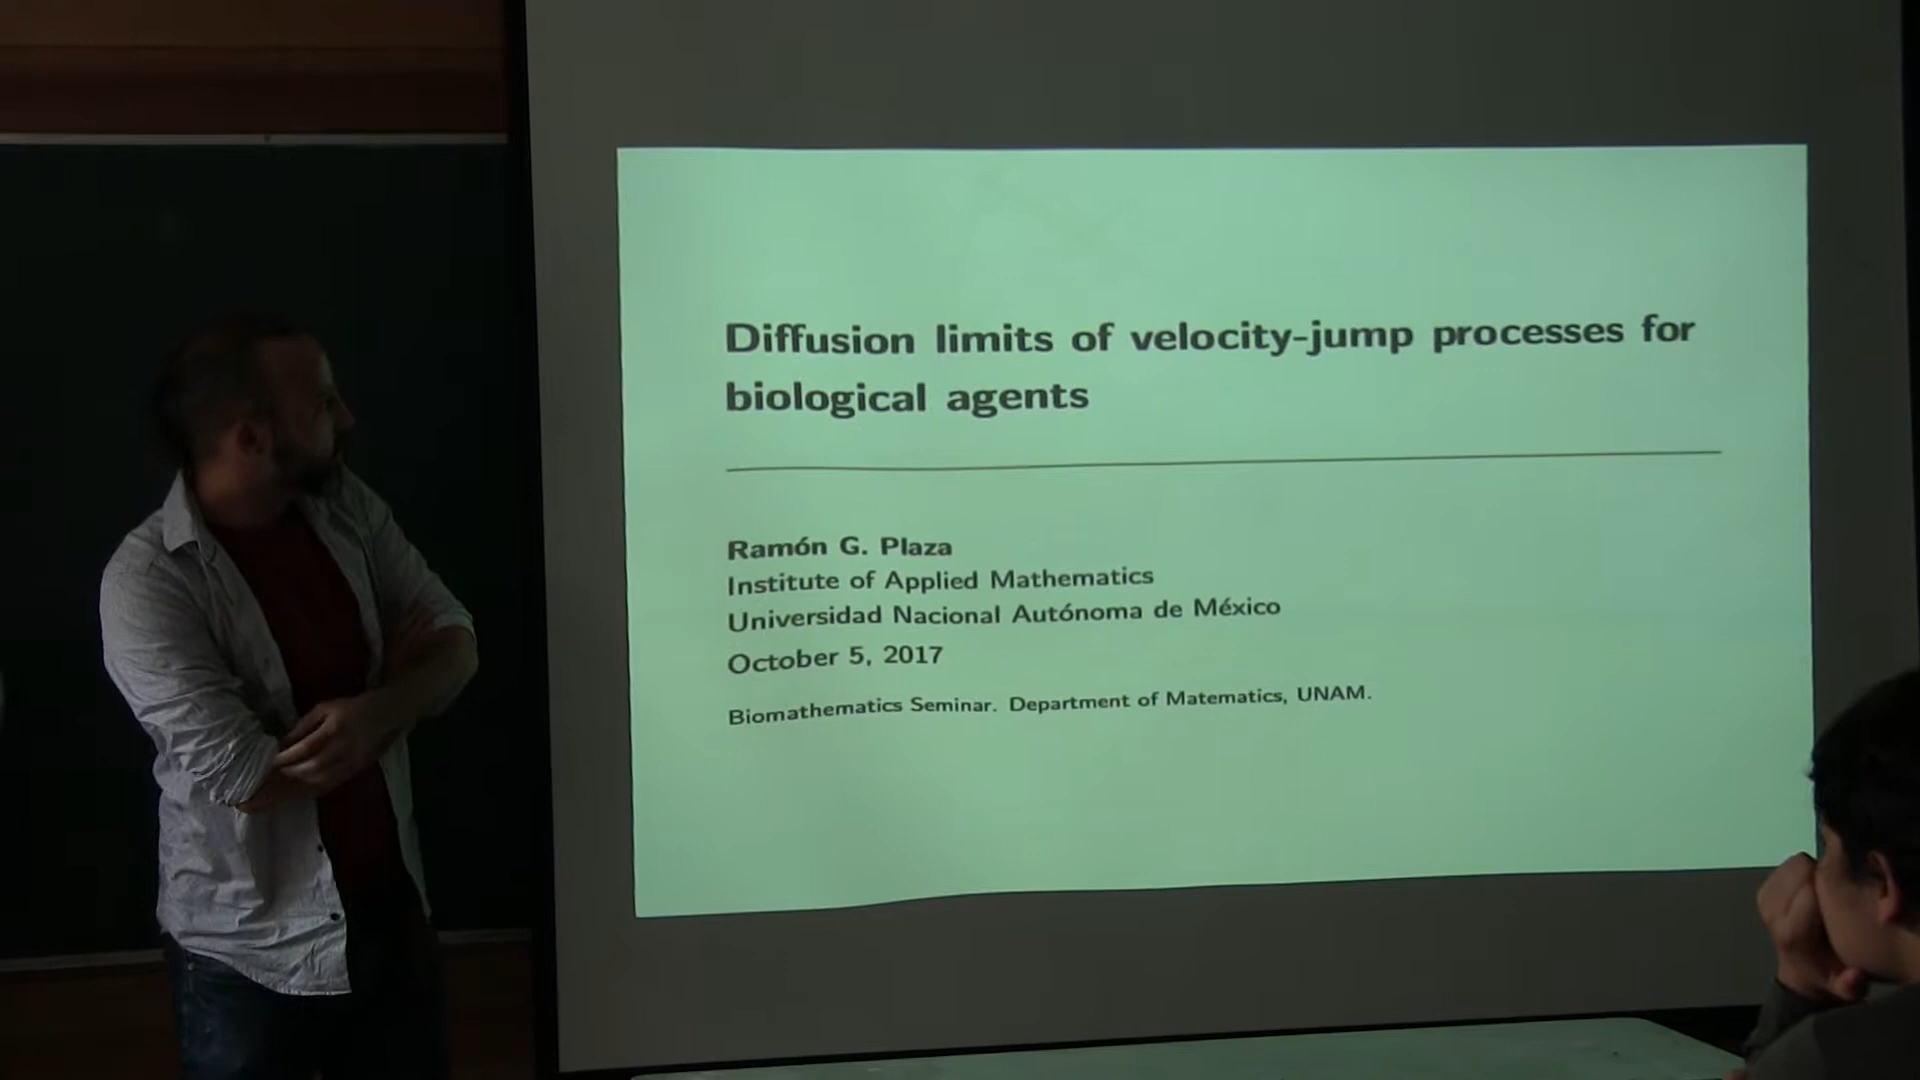 Diffusion limits of velocity-jump processes for
biological agents
Ramón G. Plaza
Institute of Applied Mathematics
Universidad Nacional Autónoma de México
October 5, 2017
Biomathematics Seminar. Department of Matematics, UNAM.